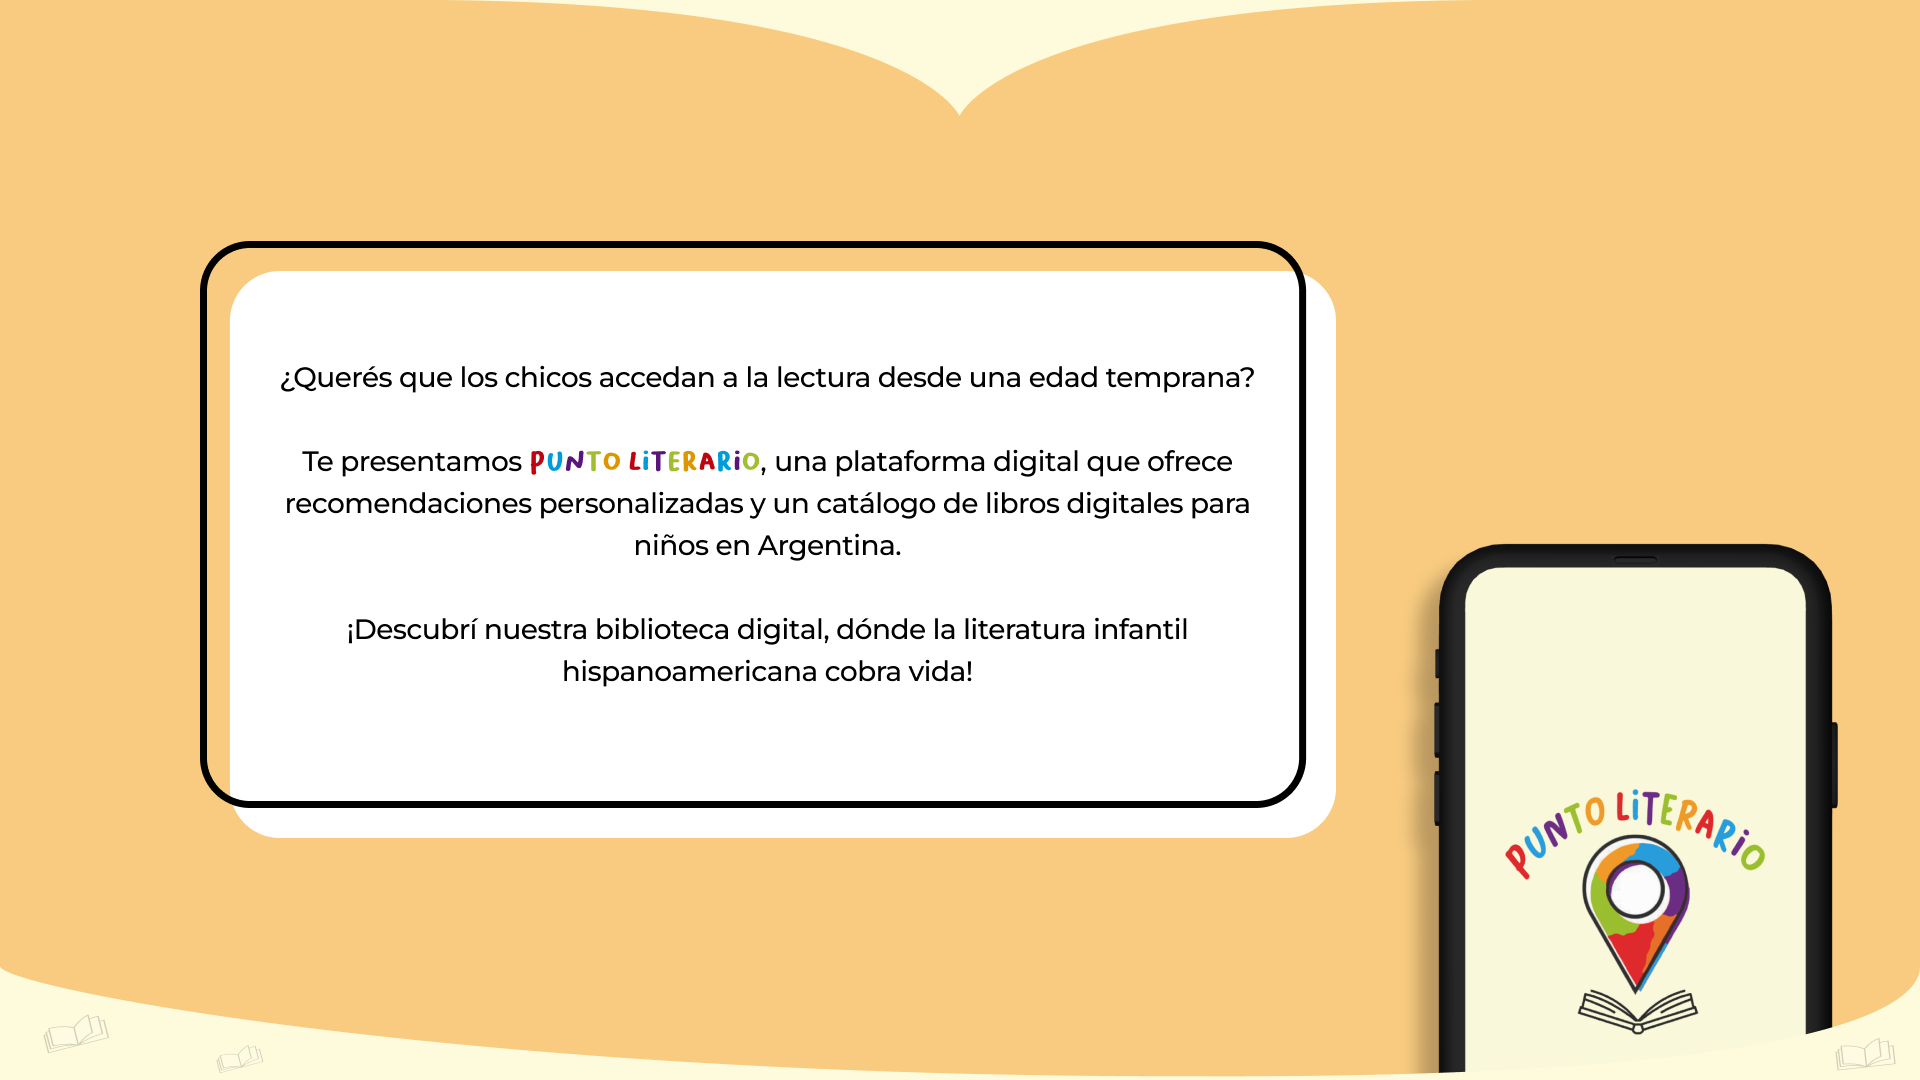 ¿Querés que los chicos accedan a la lectura desde una edad temprana?
Te presentamos PUNTO LiTERARiO, una plataforma digital que ofrece
recomendaciones personalizadas y un catálogo de libros digitales para
niños en Argentina.
¡Descubrí nuestra biblioteca digital, dónde la literatura infantil
hispanoamericana cobra vida!
PUNTO LiTERARiO